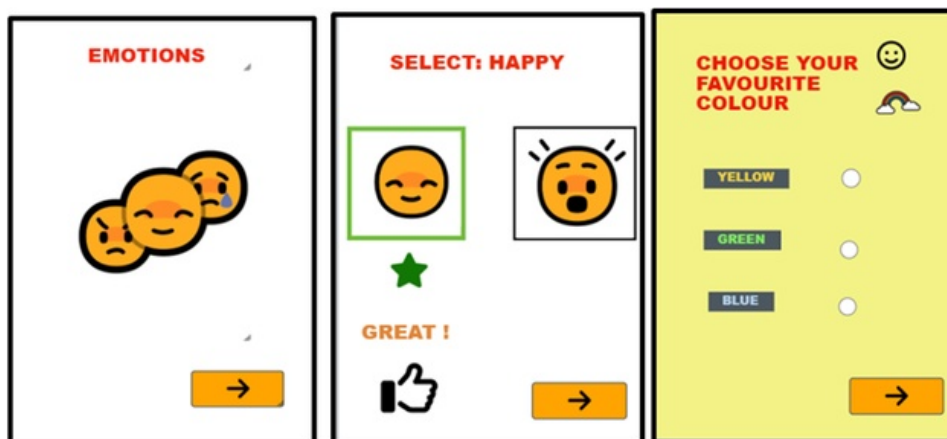 EMOTIONS
SELECT: HAPPY
GREAT !
CHOOSE YOUR
FAVOURITE
COLOUR
YELLOW
GREEN
BLUE